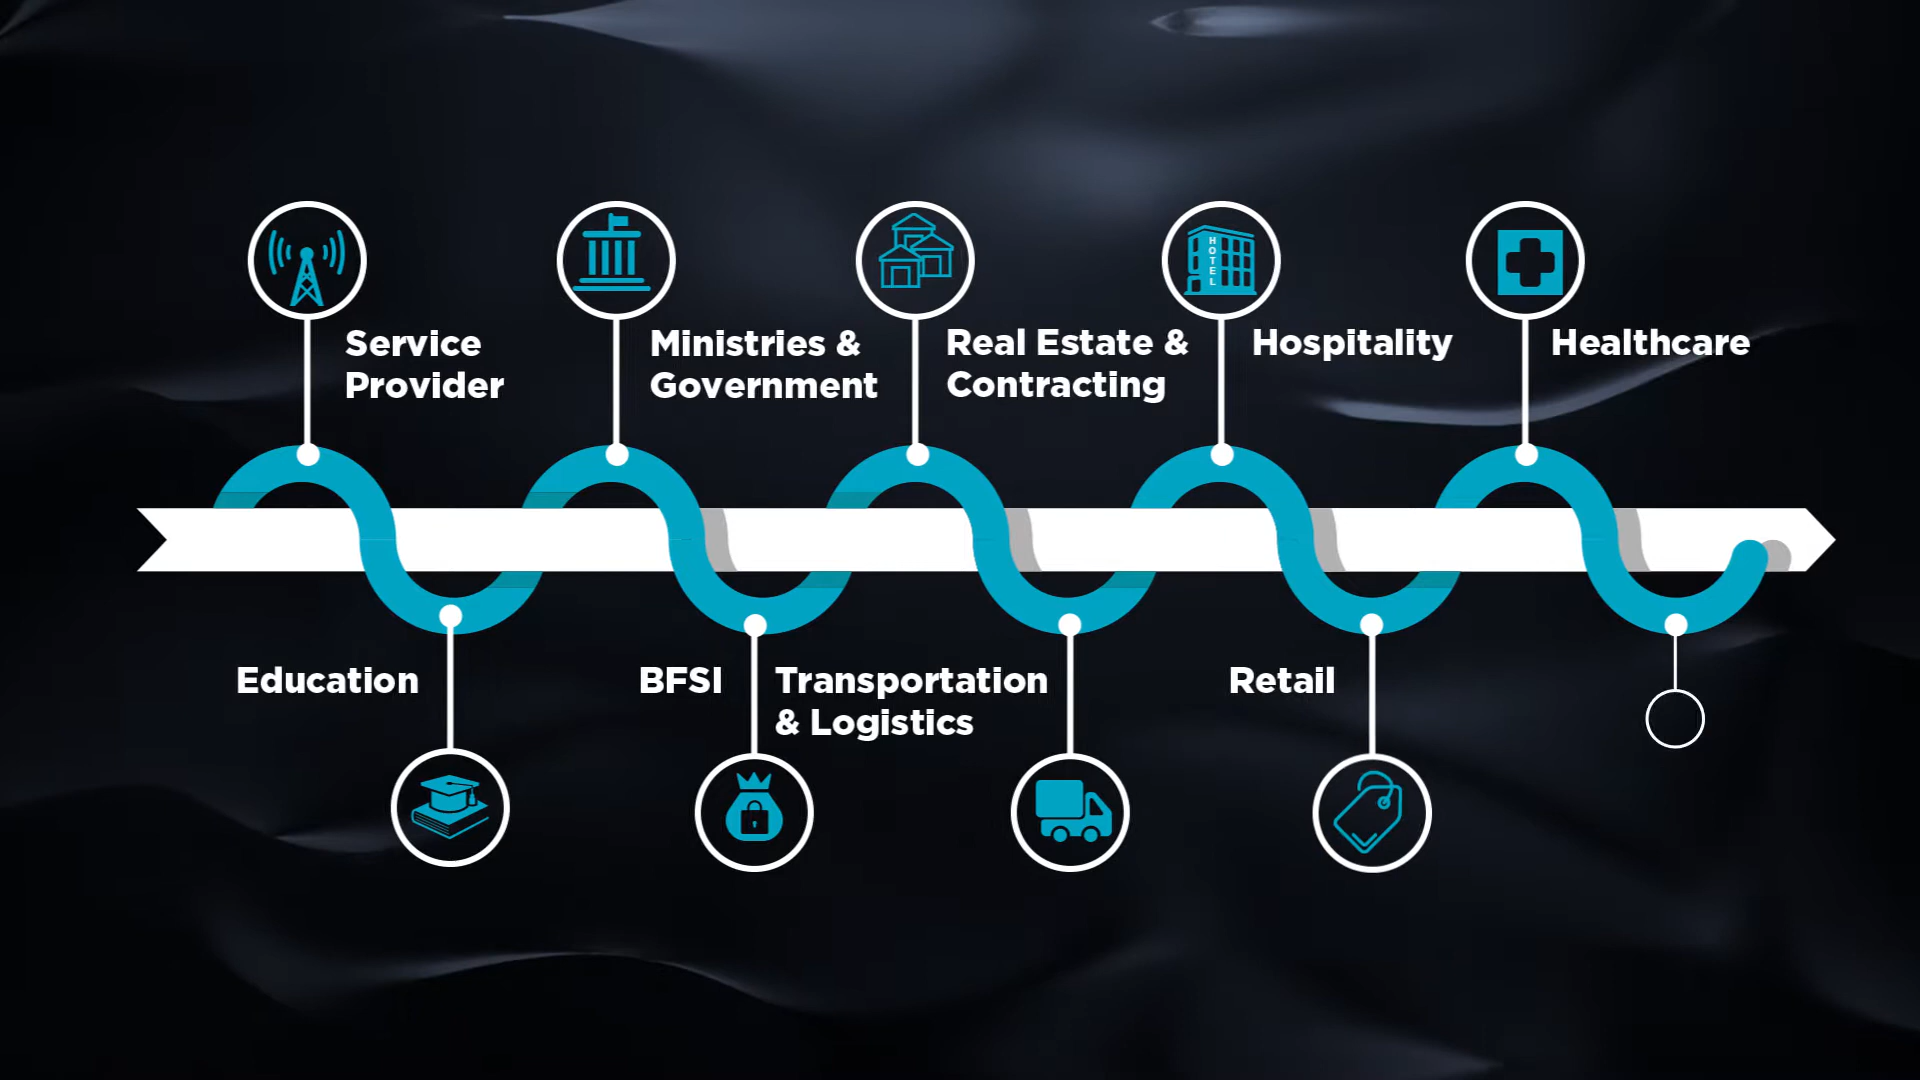 HOTEL
Service
Provider
Ministries &
Government
Real Estate &
Contracting
Hospitality
Healthcare
Education
BFSI
Transportation
& Logistics
Retail